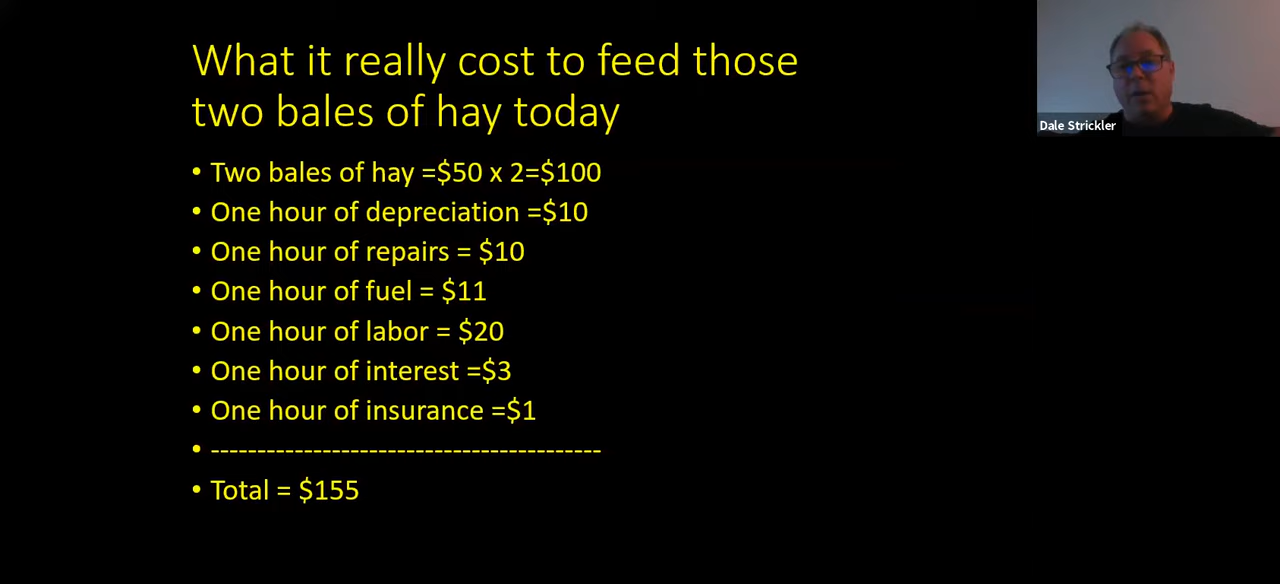 What it really cost to feed those
two bales of hay today
• Two bales of hay =$50 x 2=$100
• One hour of depreciation =$10
• One hour of repairs = $10
• One hour of fuel = $11
• One hour of labor = $20
• One hour of interest =$3
• One hour of insurance =$1
• ------------------------------------------
• Total = $155
Dale Strickler